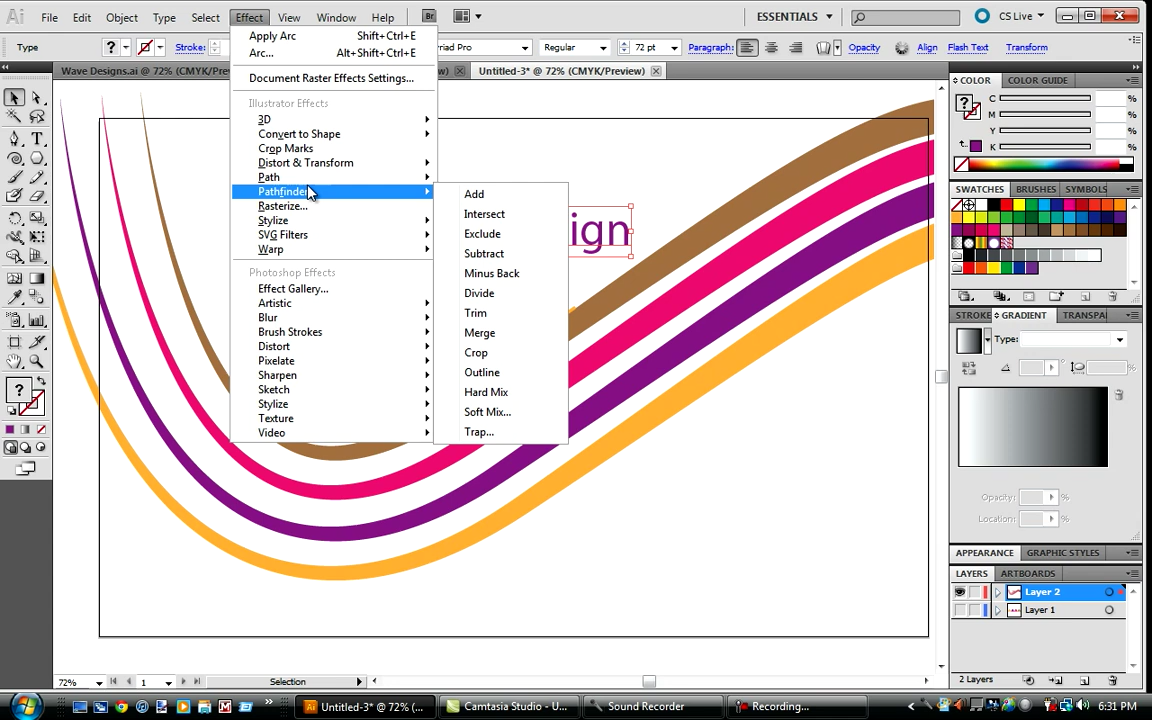 Ai File Edit Object Type Select Effect View Window Help Br ESSENTIALS CS Live
Type ? Stroke: riad Pro Regular 72 pt Paragraph: Opacity Align Flash Text Transform
Wave Designs.ai @ 72% (CMYK/Preview) Untitled-3* @ 72% (CMYK/Preview)
Apply Arc Shift+Ctrl+E
Arc... Alt+Shift+Ctrl+E
Document Raster Effects Settings...
Illustrator Effects
3D
Convert to Shape
Crop Marks
Distort & Transform
Path
Pathfinder
Rasterize...
Stylize
SVG Filters
Warp
Photoshop Effects
Effect Gallery...
Artistic
Blur
Brush Strokes
Distort
Pixelate
Sharpen
Sketch
Stylize
Texture
Video
Add
Intersect
Exclude
Subtract
Minus Back
Divide
Trim
Merge
Crop
Outline
Hard Mix
Soft Mix...
Trap...
ign
COLOR COLOR GUIDE
?
C %
M %
Y %
K %
SWATCHES BRUSHES SYMBOLS
STROKE GRADIENT TRANSPA
Type:
Opacity: %
Location: %
APPEARANCE GRAPHIC STYLES
LAYERS ARTBOARDS
Layer 2
Layer 1
2 Layers
?
72% 1 Selection
Untitled-3* @ 72% (... Camtasia Studio - U... Sound Recorder Recording... 6:31 PM